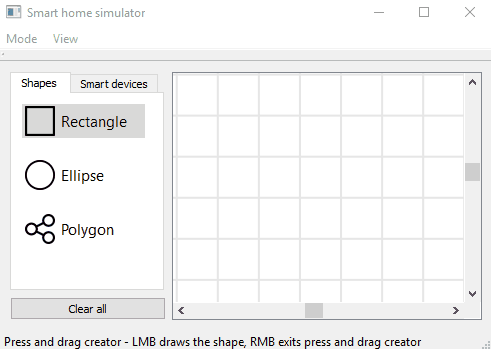 Smart home simulator
Mode View
Shapes Smart devices
Rectangle
Ellipse
Polygon
Clear all
Press and drag creator - LMB draws the shape, RMB exits press and drag creator